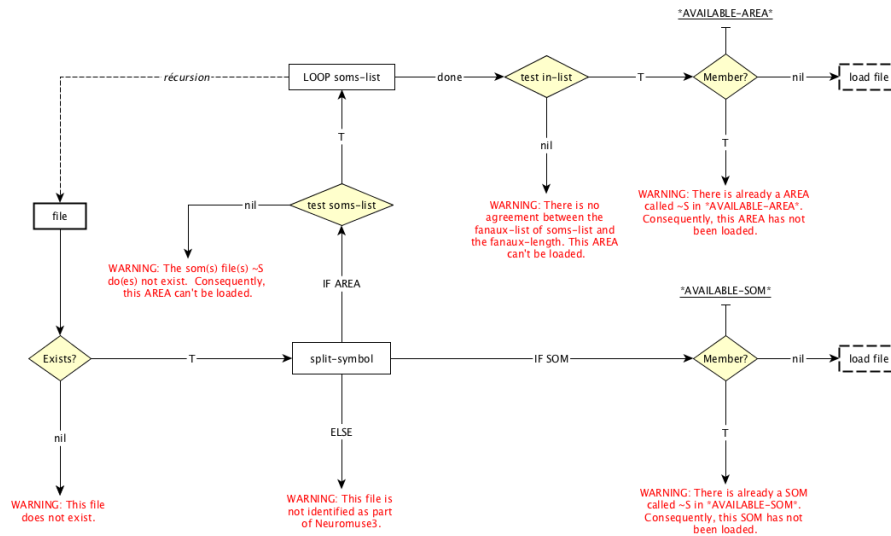 *AVAILABLE-AREA*
récursion
LOOP soms-list
done
test in-list
T
Member?
nil
load file
T
nil
T
test soms-list
nil
file
WARNING: There is no
agreement between the
fanaux-list of soms-list and
the fanaux-length. This AREA
can't be loaded.
WARNING: There is already a AREA
called ~S in *AVAILABLE-AREA*.
Consequently, this AREA has not
been loaded.
WARNING: The som(s) file(s) ~S
do(es) not exist.  Consequently,
this AREA can't be loaded.
IF AREA
*AVAILABLE-SOM*
Exists?
T
split-symbol
IF SOM
Member?
nil
load file
nil
ELSE
T
WARNING: This file
does not exist.
WARNING: This file is
not identified as part
of Neuromuse3.
WARNING: There is already a SOM
called ~S in *AVAILABLE-SOM*.
Consequently, this SOM has not
been loaded.